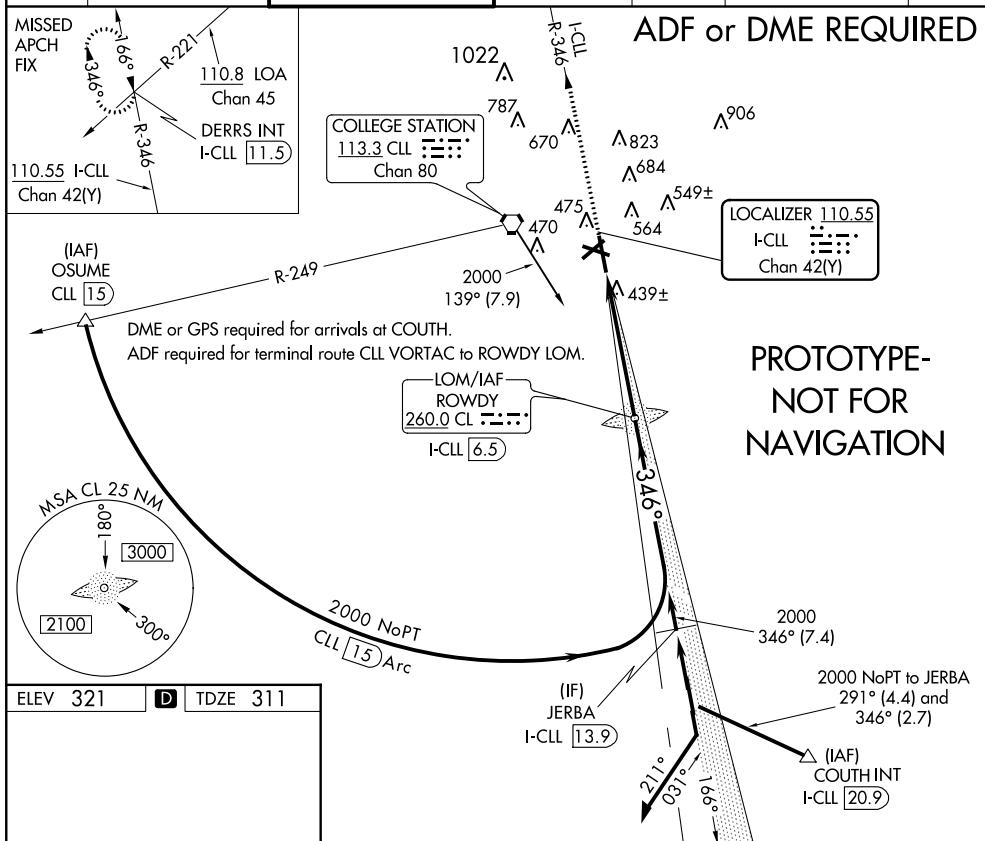 MISSED
APCH
FIX
166°
346°
R-221
110.8 LOA
Chan 45
DERRS INT
I-CLL 11.5
R-346
110.55 I-CLL
Chan 42(Y)
I-CLL
R-346
ADF or DME REQUIRED
1022
787
670
823
906
684
549±
475
564
470
439±
COLLEGE STATION
113.3 CLL
Chan 80
LOCALIZER 110.55
I-CLL
Chan 42(Y)
(IAF)
OSUME
CLL 15
R-249
2000
139° (7.9)
DME or GPS required for arrivals at COUTH.
ADF required for terminal route CLL VORTAC to ROWDY LOM.
LOM/IAF
ROWDY
260.0 CL
I-CLL 6.5
PROTOTYPE-
NOT FOR
NAVIGATION
346°
MSA CL 25 NM
180°
3000
2100
300°
2000 NoPT
CLL 15 Arc
2000
346° (7.4)
(IF)
JERBA
I-CLL 13.9
2000 NoPT to JERBA
291° (4.4) and
346° (2.7)
(IAF)
COUTH INT
I-CLL 20.9
211°
031°
166°
ELEV 321 D TDZE 311